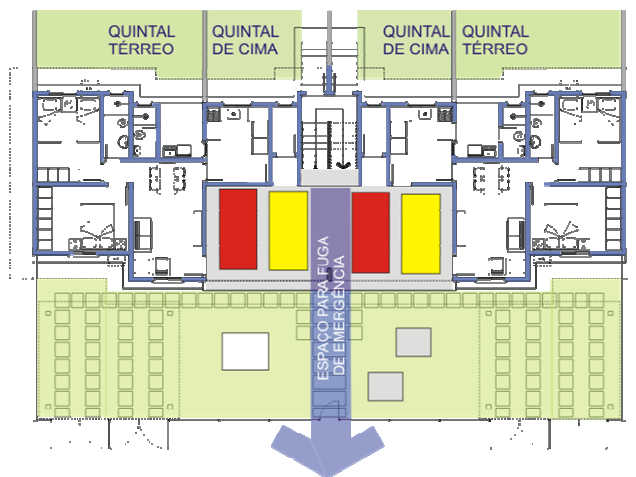 QUINTAL
TÉRREO
QUINTAL
DE CIMA
QUINTAL
DE CIMA
QUINTAL
TÉRREO
ESPAÇO PARA FUGA
DE EMERGÊNCIA